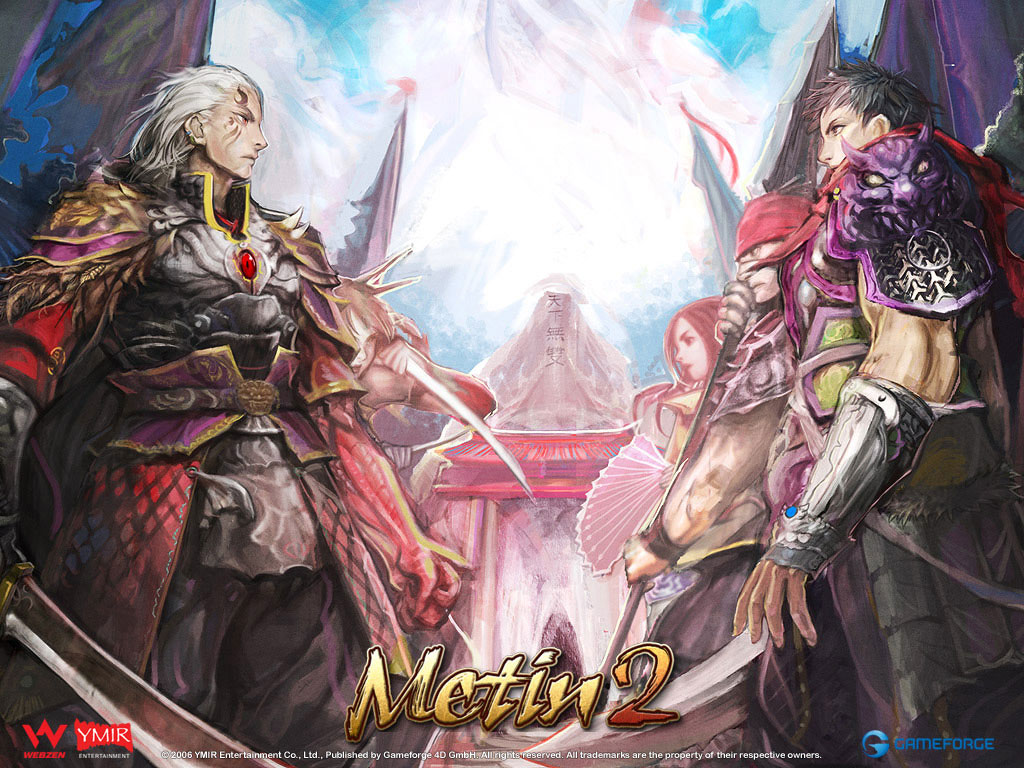 天下無雙
Metin 2
WEBZEN
YMIR
ENTERTAINMENT
© 2006 YMIR Entertainment Co., Ltd., Published by Gameforge 4D GmbH. All rights reserved. All trademarks are the property of their respective owners.
GAMEFORGE